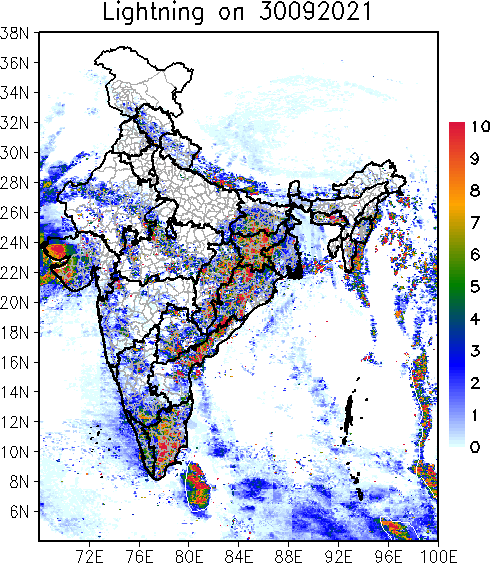 Lightning on 30092021
38N
36N
34N
32N
30N
28N
26N
24N
22N
20N
18N
16N
14N
12N
10N
8N
6N
72E 76E 80E 84E 88E 92E 96E 100E
10
9
8
7
6
5
4
3
2
1
0